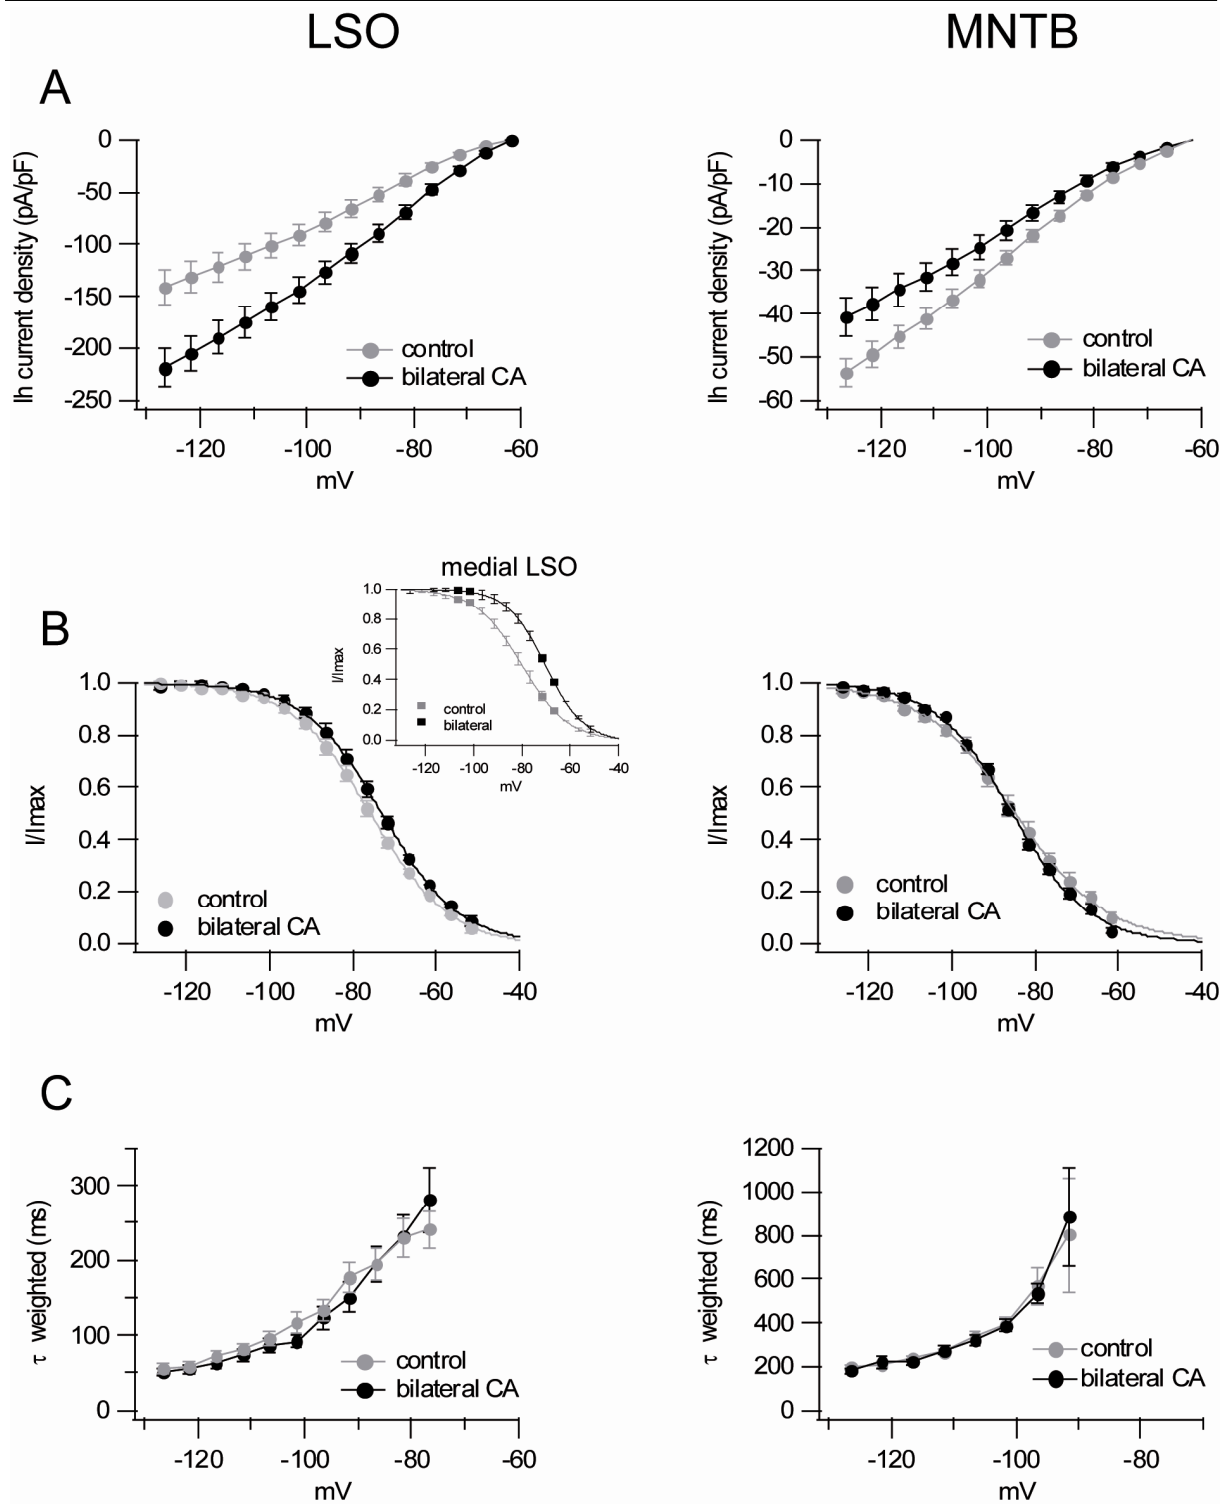 LSO
MNTB
A
0
-50
-100
-150
-200
-250
Ih current density (pA/pF)
control
bilateral CA
-120
-100
-80
-60
mV
0
-10
-20
-30
-40
-50
-60
Ih current density (pA/pF)
control
bilateral CA
-120
-100
-80
-60
mV
B
1.0
0.8
0.6
0.4
0.2
0.0
I/Imax
control
bilateral CA
-120
-100
-80
-60
-40
mV
medial LSO
1.0
0.8
0.6
0.4
0.2
0.0
I/Imax
control
bilateral
-120
-100
-80
-60
-40
mV
1.0
0.8
0.6
0.4
0.2
0.0
I/Imax
control
bilateral CA
-120
-100
-80
-60
-40
mV
C
300
200
100
0
τ weighted (ms)
control
bilateral CA
-120
-100
-80
-60
mV
1200
1000
800
600
400
200
0
τ weighted (ms)
control
bilateral CA
-120
-100
-80
mV